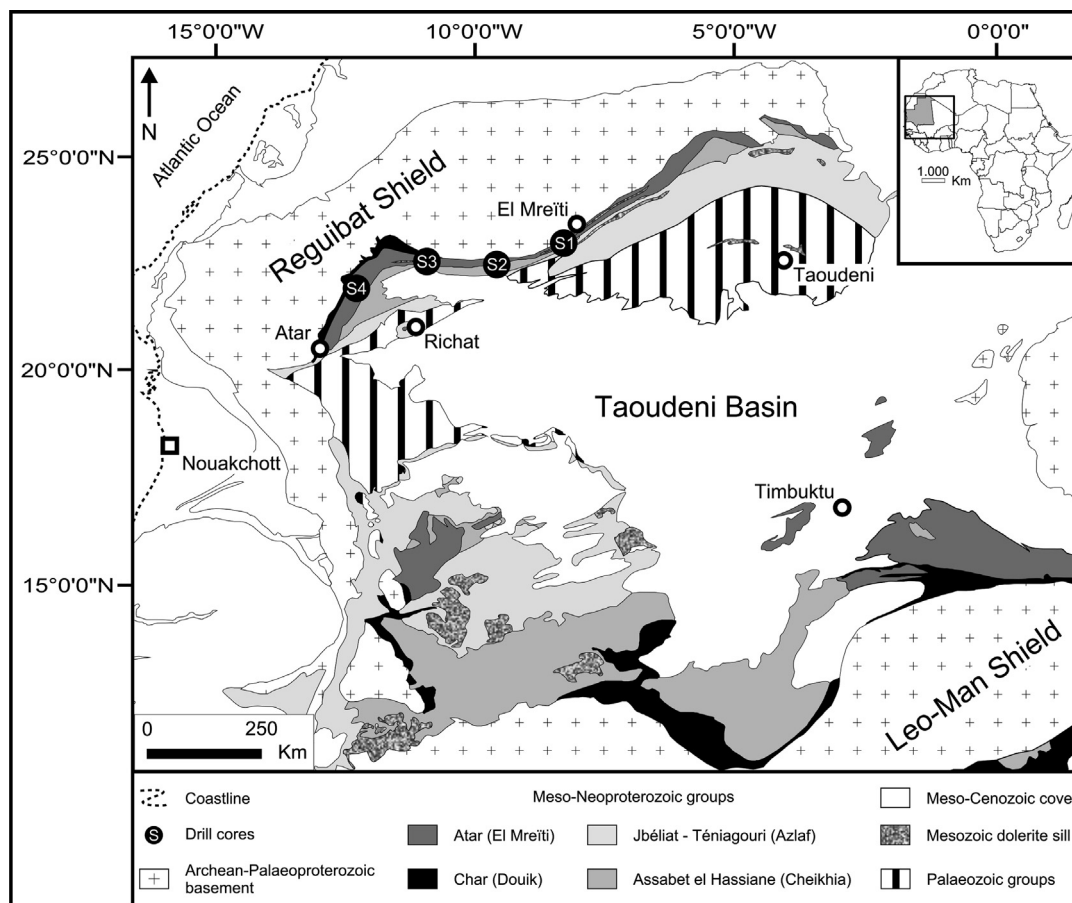 15°0'0"W
10°0'0"W
5°0'0"W
0°0'0"
N
Atlantic Ocean
25°0'0"N
Reguibat Shield
El Mreïti
1.000
Km
S1
S3
S2
S4
Taoudeni
Atar
Richat
20°0'0"N
Taoudeni Basin
Nouakchott
Timbuktu
15°0'0"N
Leo-Man Shield
0 250
Km
Coastline
Meso-Neoproterozoic groups
Meso-Cenozoic cove
S
Drill cores
Atar (El Mreïti)
Jbéliat - Téniagouri (Azlaf)
Mesozoic dolerite sill
Archean-Palaeoproterozoic
basement
Char (Douik)
Assabet el Hassiane (Cheikhia)
Palaeozoic groups